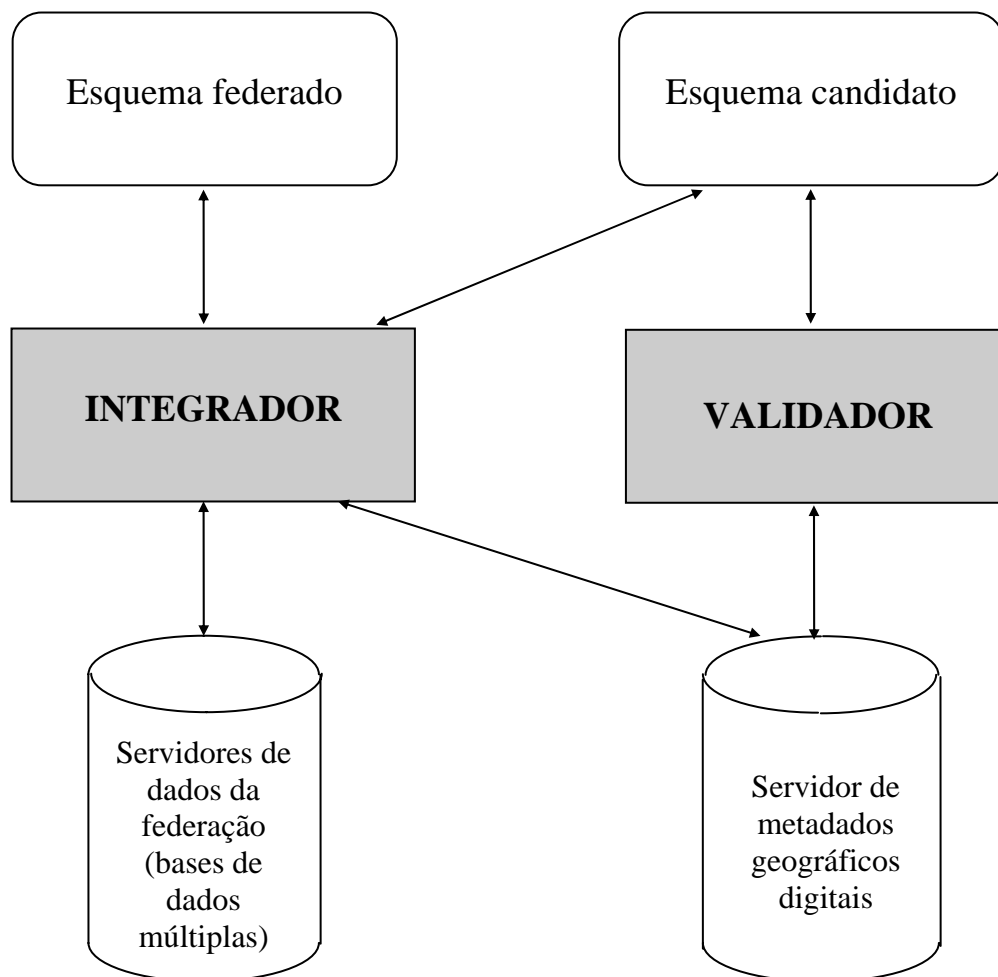 Esquema federado
Esquema candidato
INTEGRADOR
VALIDADOR
Servidores de
dados da
federação
(bases de
dados
múltiplas)
Servidor de
metadados
geográficos
digitais